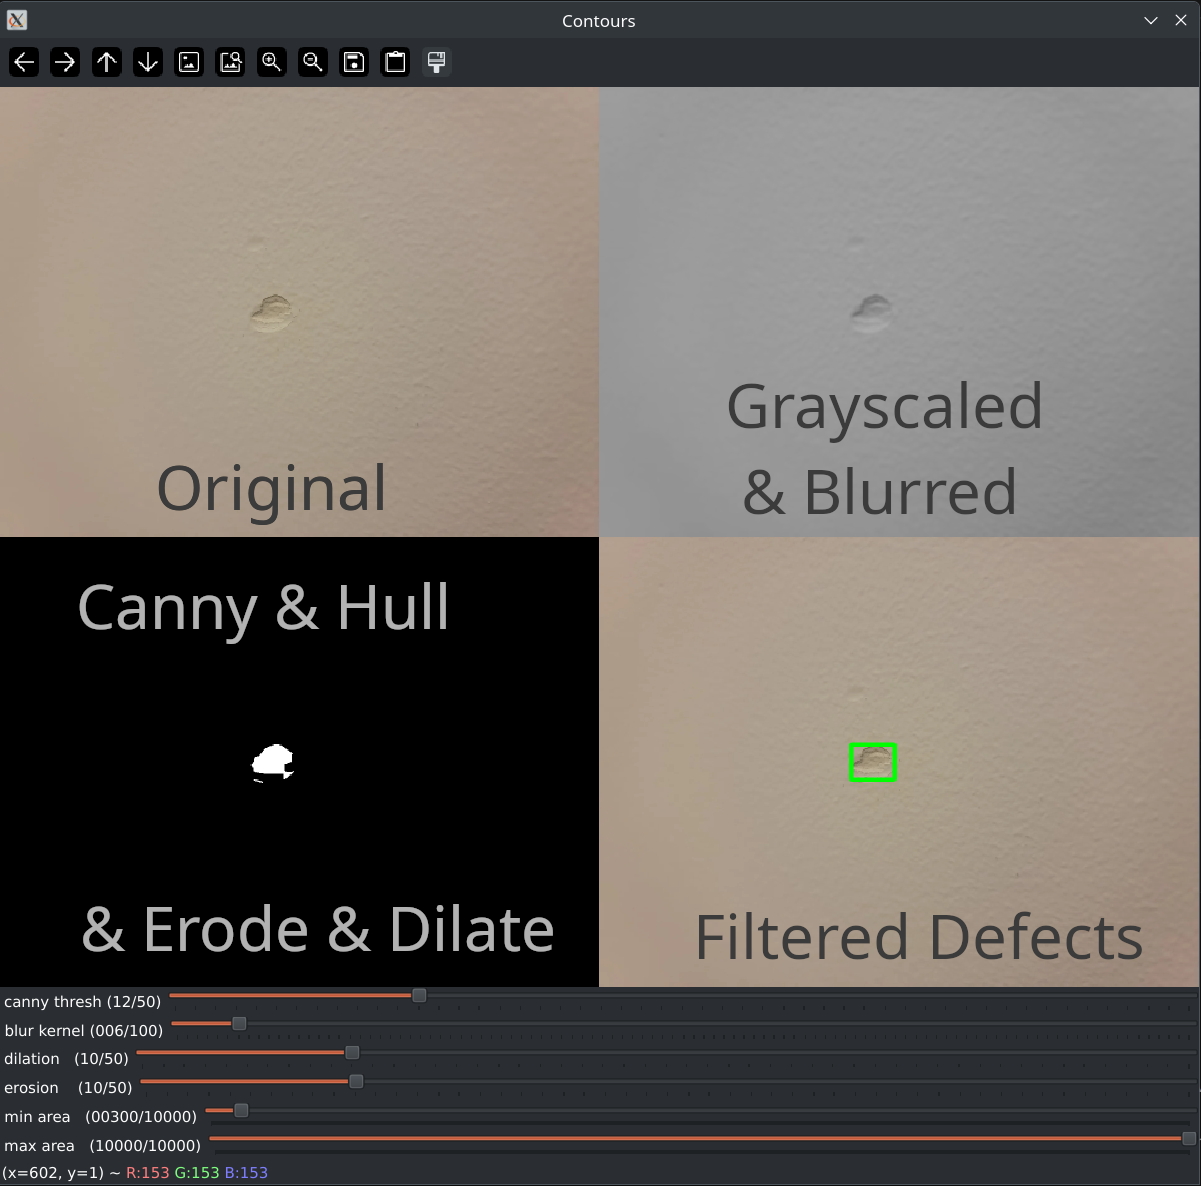 Contours
Original
Grayscaled
& Blurred
Canny & Hull
& Erode & Dilate
Filtered Defects
canny thresh (12/50)
blur kernel (006/100)
dilation (10/50)
erosion (10/50)
min area (00300/10000)
max area (10000/10000)
(x=602, y=1) ~ R:153 G:153 B:153